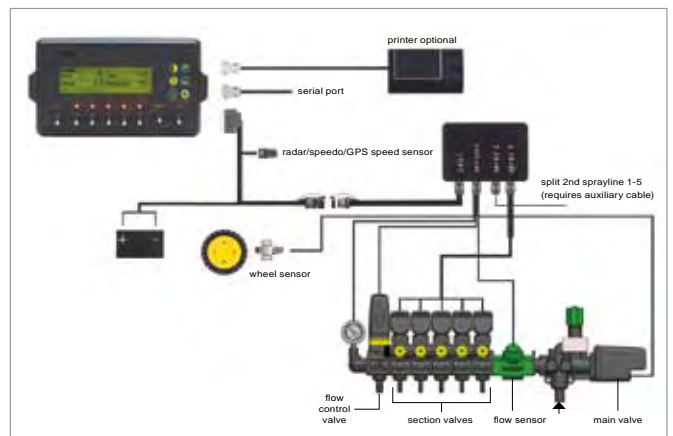 printer optional
serial port
radar/speedo/GPS speed sensor
split 2nd sprayline 1-5
(requires auxiliary cable)
+ -
wheel sensor
flow
control
valve
section valves
flow sensor
main valve